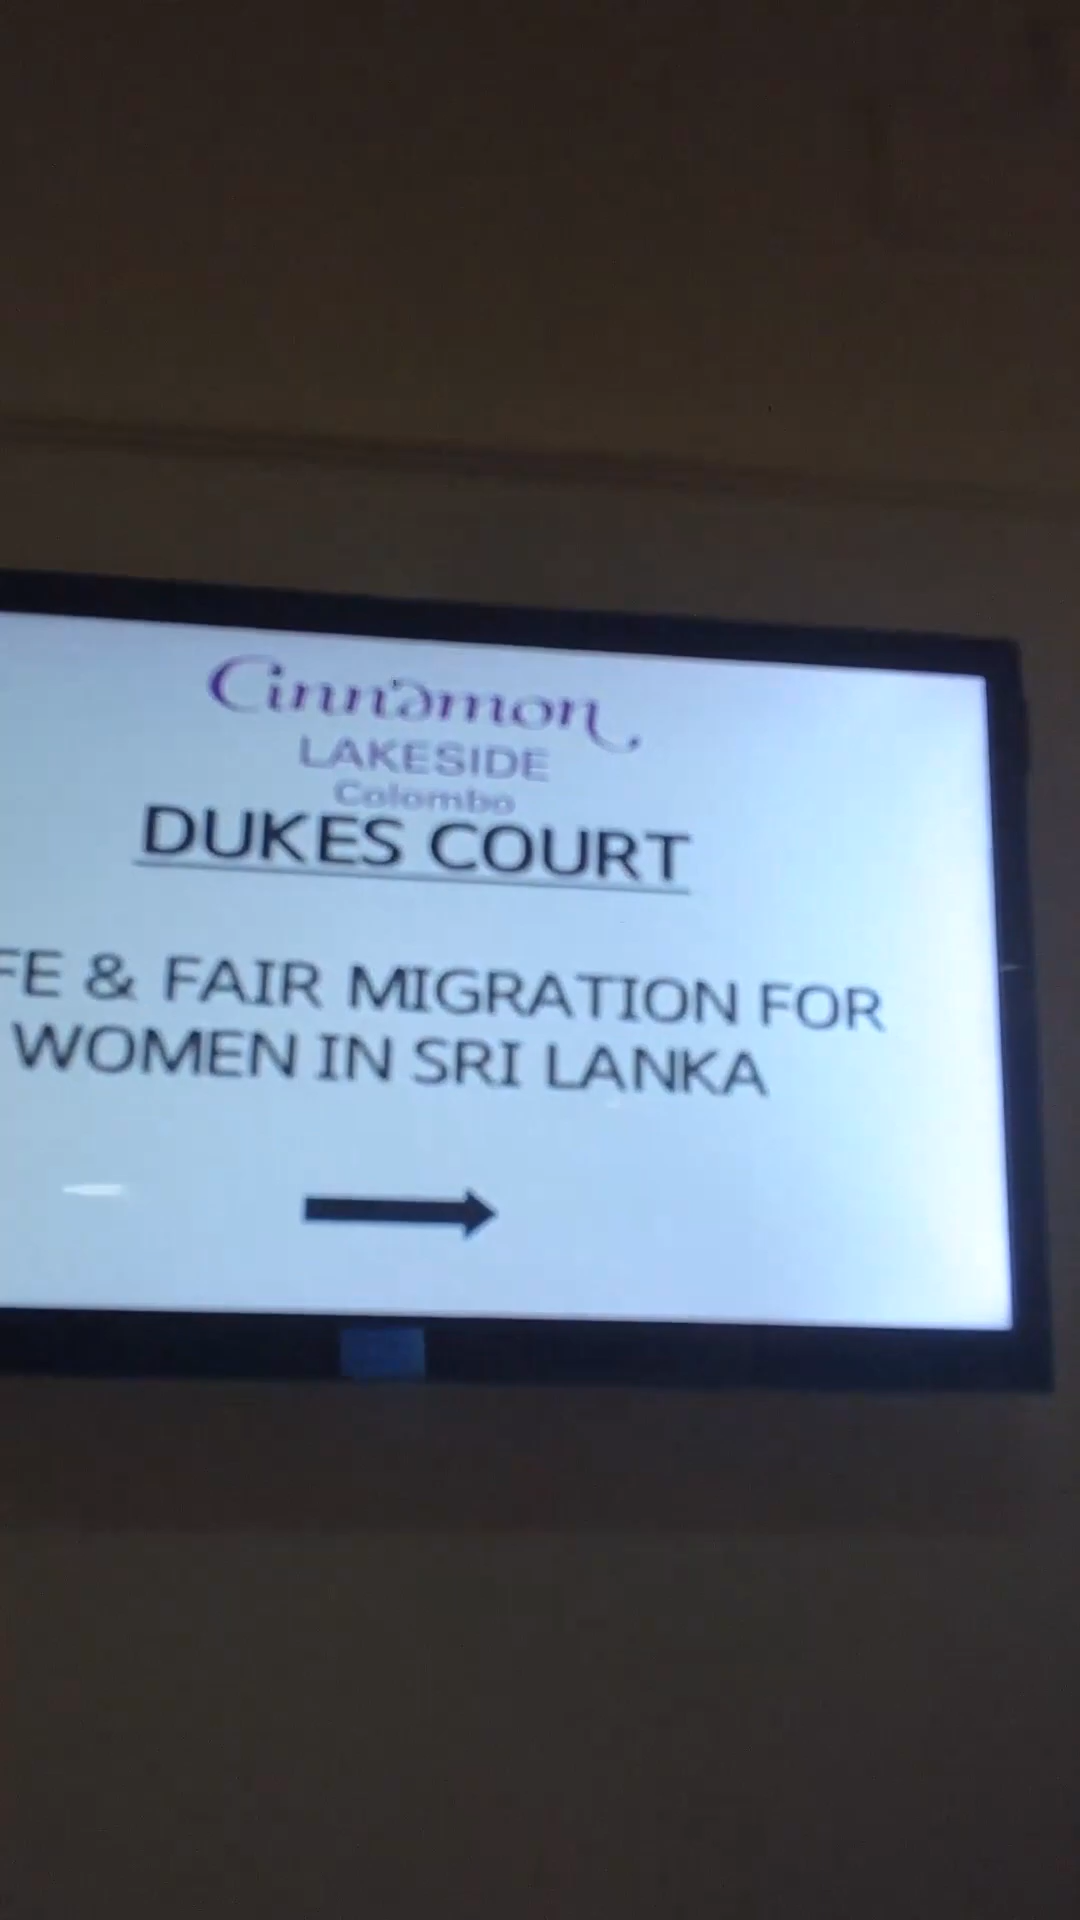 Cinnamon
LAKESIDE
Colombo
DUKES COURT
FE & FAIR MIGRATION FOR
WOMEN IN SRI LANKA